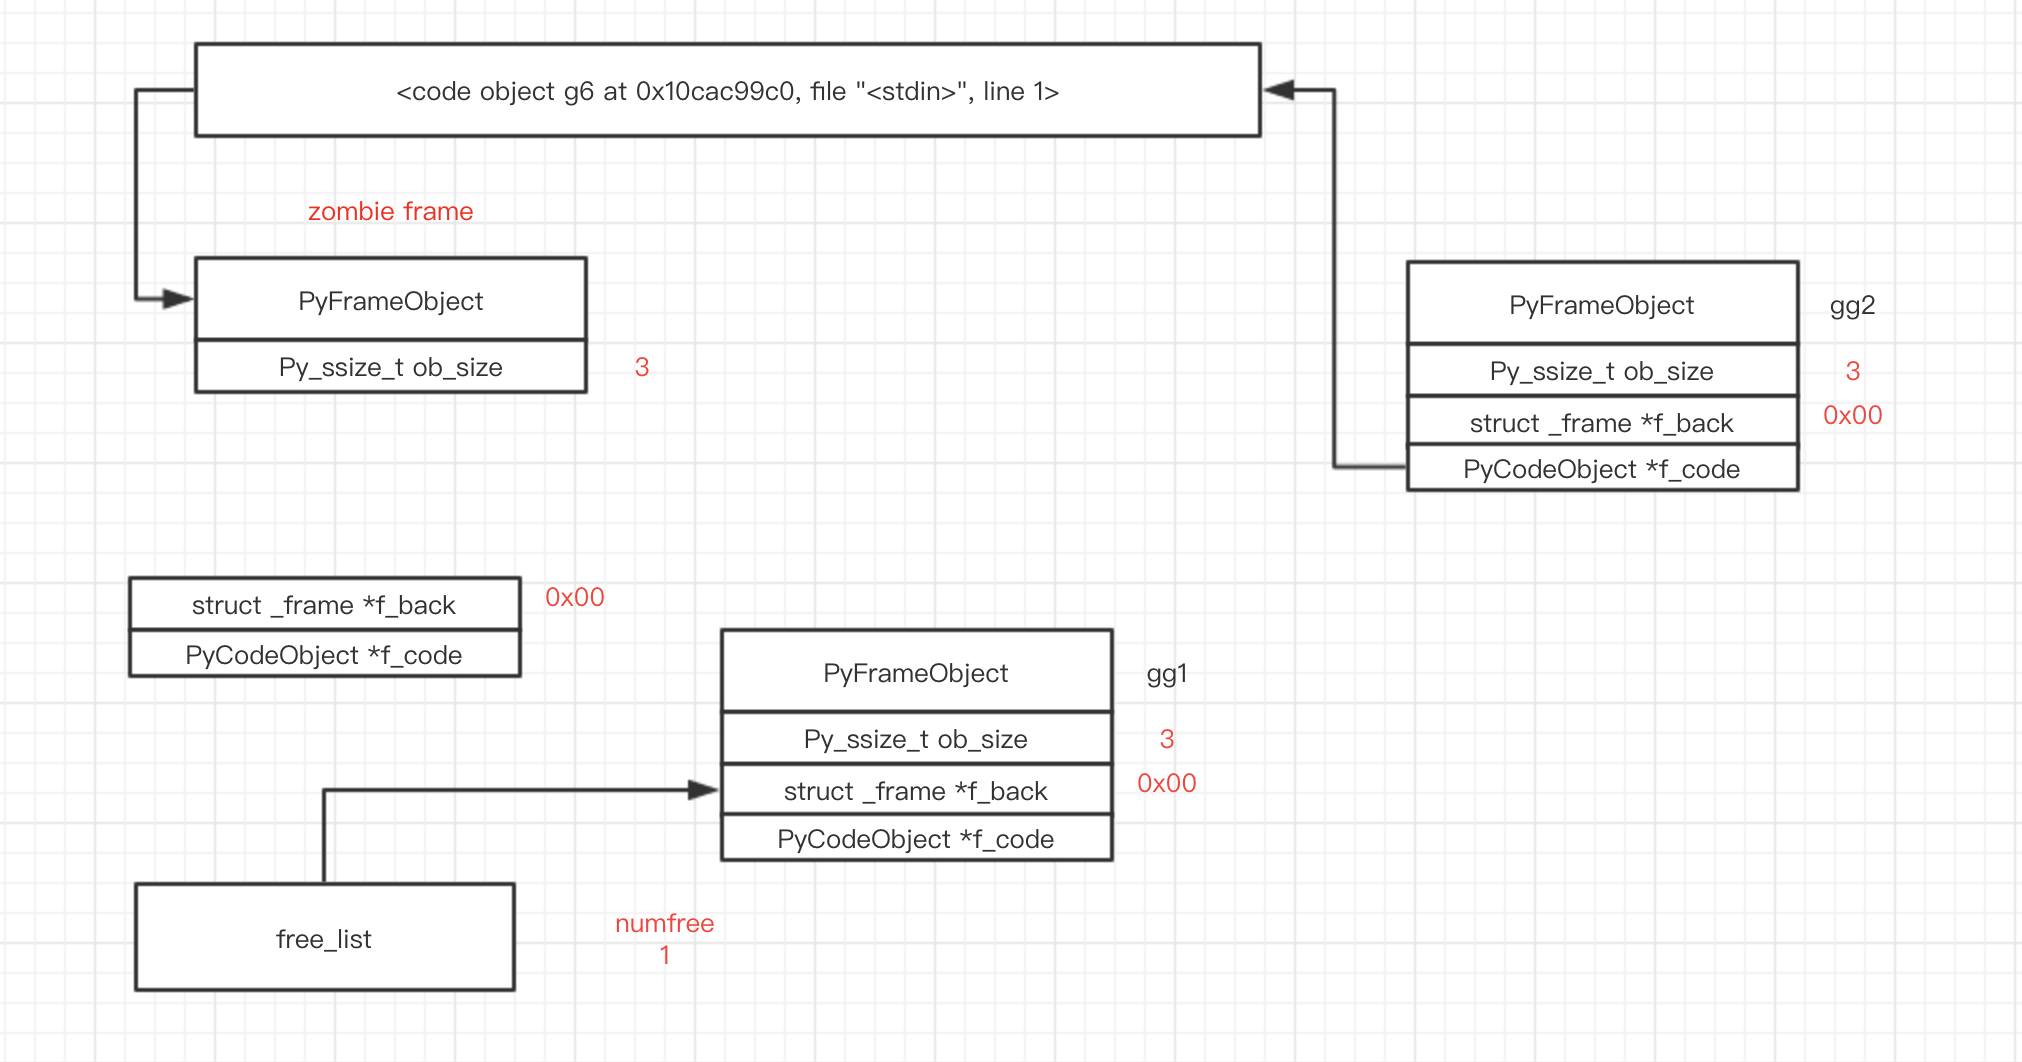 <code object g6 at 0x10cac99c0, file "<stdin>", line 1>
zombie frame
PyFrameObject
Py_ssize_t ob_size
3
PyFrameObject
gg2
Py_ssize_t ob_size
3
struct _frame *f_back
0x00
PyCodeObject *f_code
struct _frame *f_back
0x00
PyCodeObject *f_code
PyFrameObject
gg1
Py_ssize_t ob_size
3
struct _frame *f_back
0x00
PyCodeObject *f_code
free_list
numfree
1